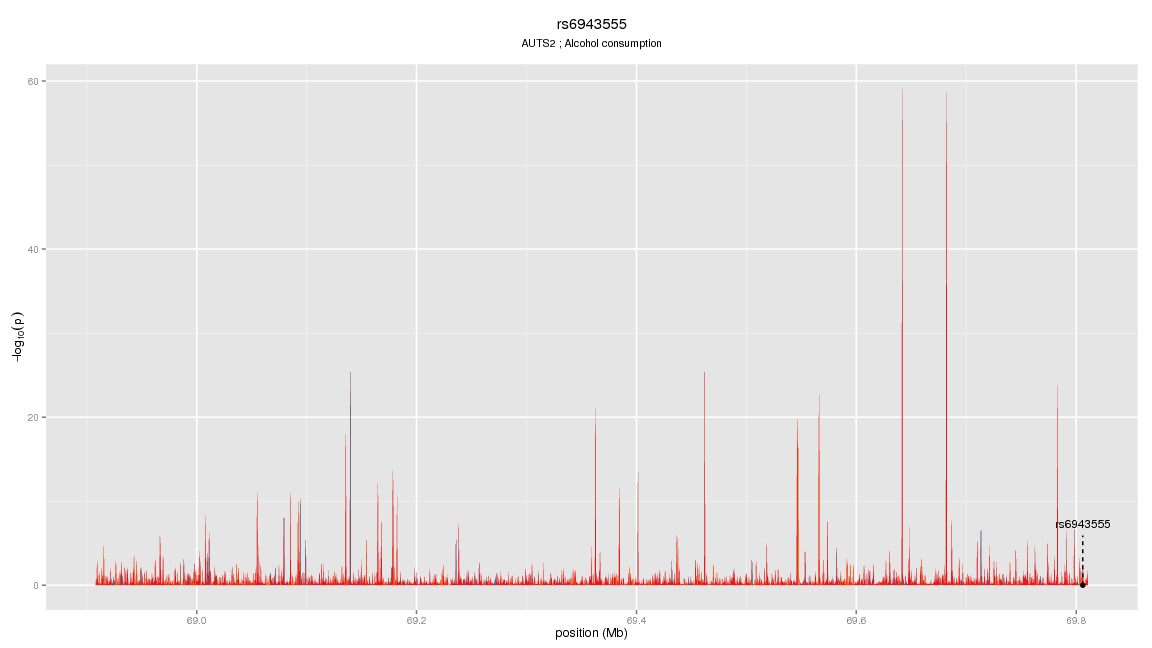 rs6943555
AUTS2 ; Alcohol consumption
60
40
20
0
−log10(p)
rs6943555
69.0
69.2
69.4
69.6
69.8
position (Mb)